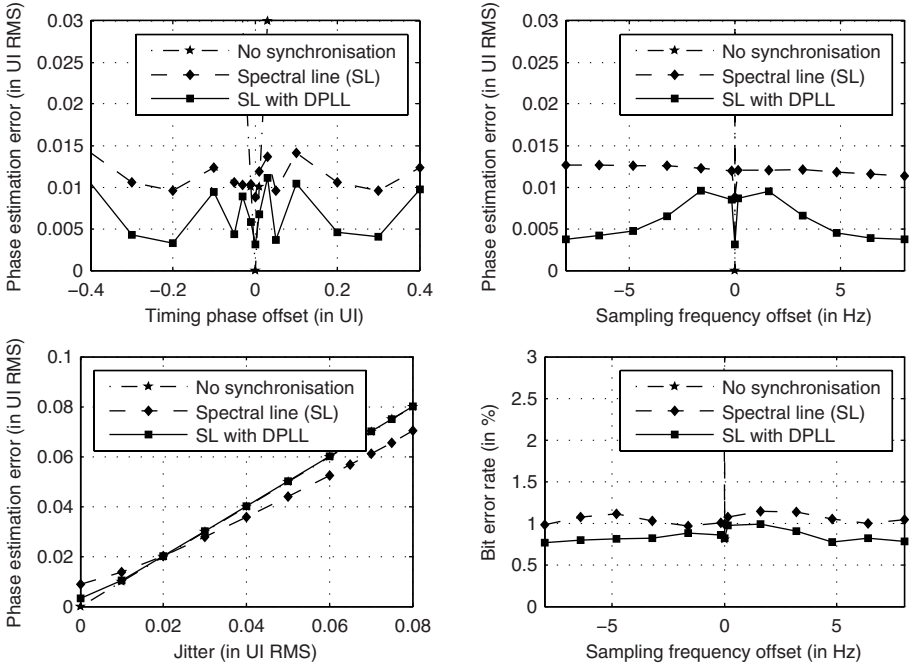 Phase estimation error (in UI RMS)
0.03
0.025
0.02
0.015
0.01
0.005
0
No synchronisation
Spectral line (SL)
SL with DPLL
−0.4
−0.2
0
0.2
0.4
Timing phase offset (in UI)
Phase estimation error (in UI RMS)
0.03
0.025
0.02
0.015
0.01
0.005
0
No synchronisation
Spectral line (SL)
SL with DPLL
−5
0
5
Sampling frequency offset (in Hz)
Phase estimation error (in UI RMS)
0.1
0.08
0.06
0.04
0.02
0
No synchronisation
Spectral line (SL)
SL with DPLL
0
0.02
0.04
0.06
0.08
Jitter (in UI RMS)
Bit error rate (in %)
3
2.5
2
1.5
1
0.5
0
No synchronisation
Spectral line (SL)
SL with DPLL
−5
0
5
Sampling frequency offset (in Hz)